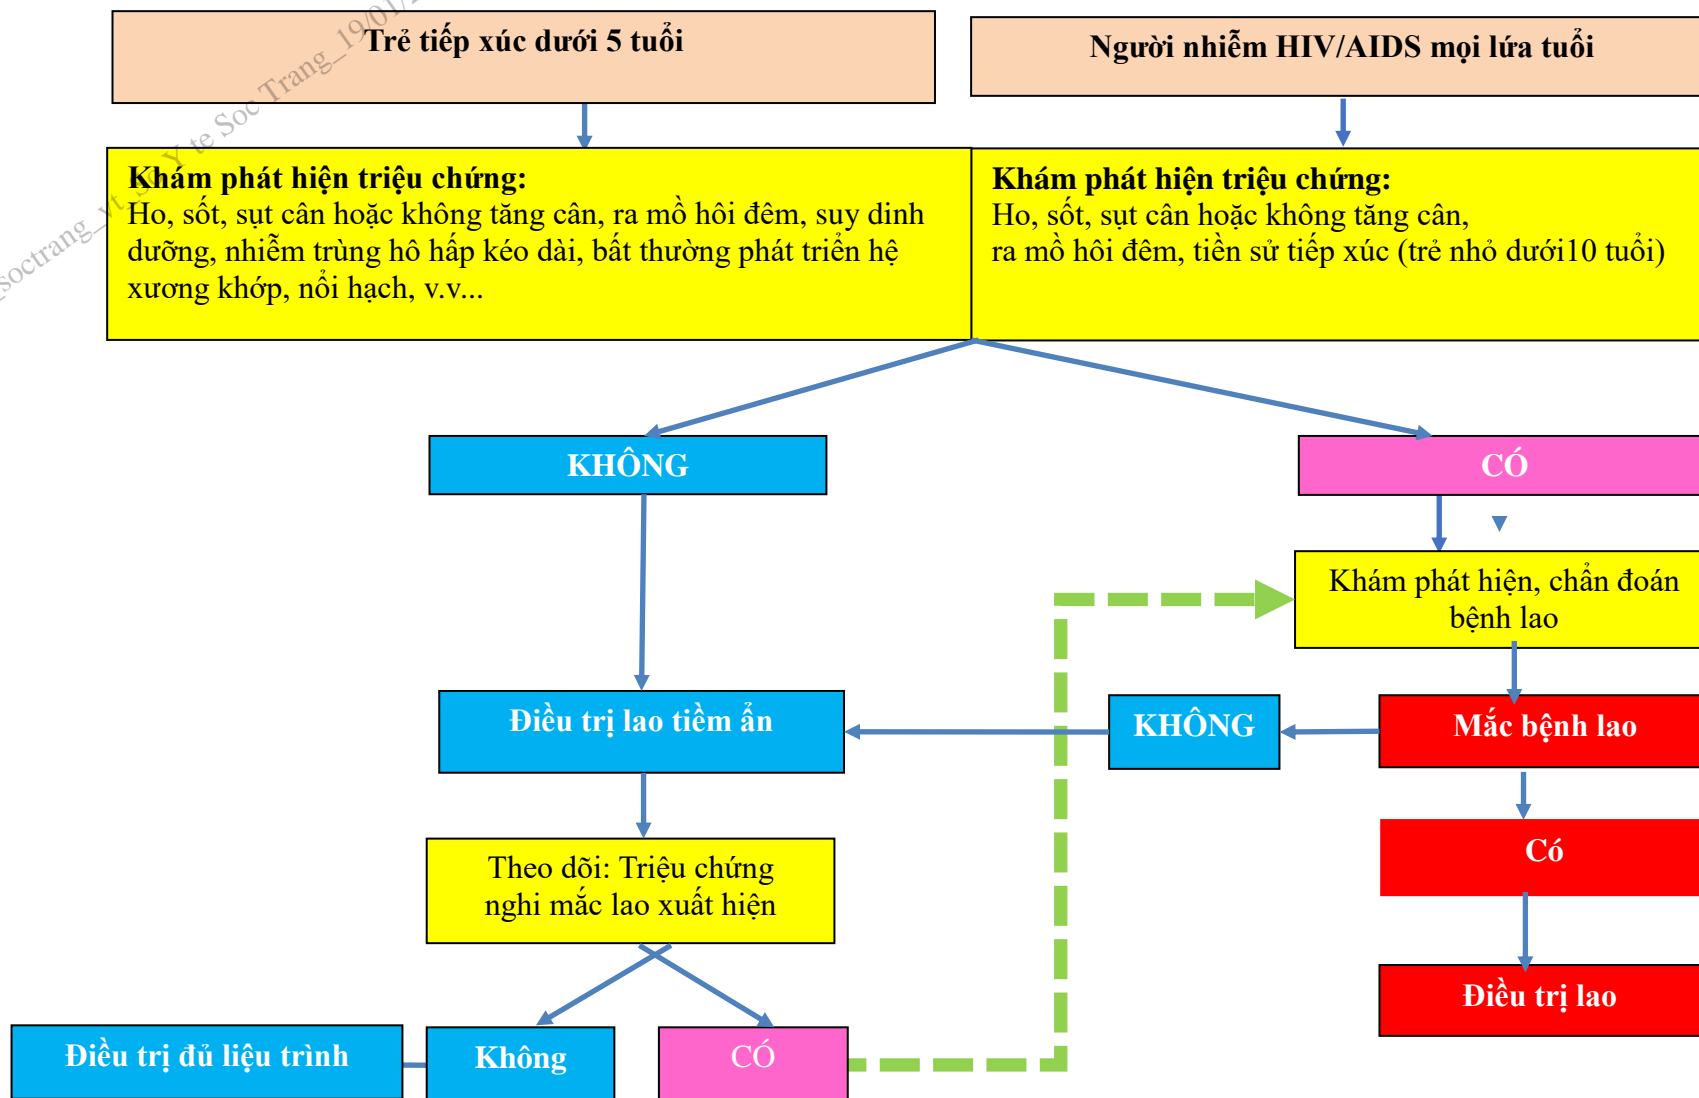 Trẻ tiếp xúc dưới 5 tuổi
Người nhiễm HIV/AIDS mọi lứa tuổi
Khám phát hiện triệu chứng:
Ho, sốt, sụt cân hoặc không tăng cân, ra mồ hôi đêm, suy dinh
dưỡng, nhiễm trùng hô hấp kéo dài, bất thường phát triển hệ
xương khớp, nổi hạch, v.v...
Khám phát hiện triệu chứng:
Ho, sốt, sụt cân hoặc không tăng cân,
ra mồ hôi đêm, tiền sử tiếp xúc (trẻ nhỏ dưới10 tuổi)
KHÔNG
CÓ
Khám phát hiện, chẩn đoán
bệnh lao
Điều trị lao tiềm ẩn
KHÔNG
Mắc bệnh lao
Theo dõi: Triệu chứng
nghi mắc lao xuất hiện
Có
Điều trị lao
Điều trị đủ liệu trình
Không
CÓ
soctrang_vt_So Y te Soc Trang_19/01/